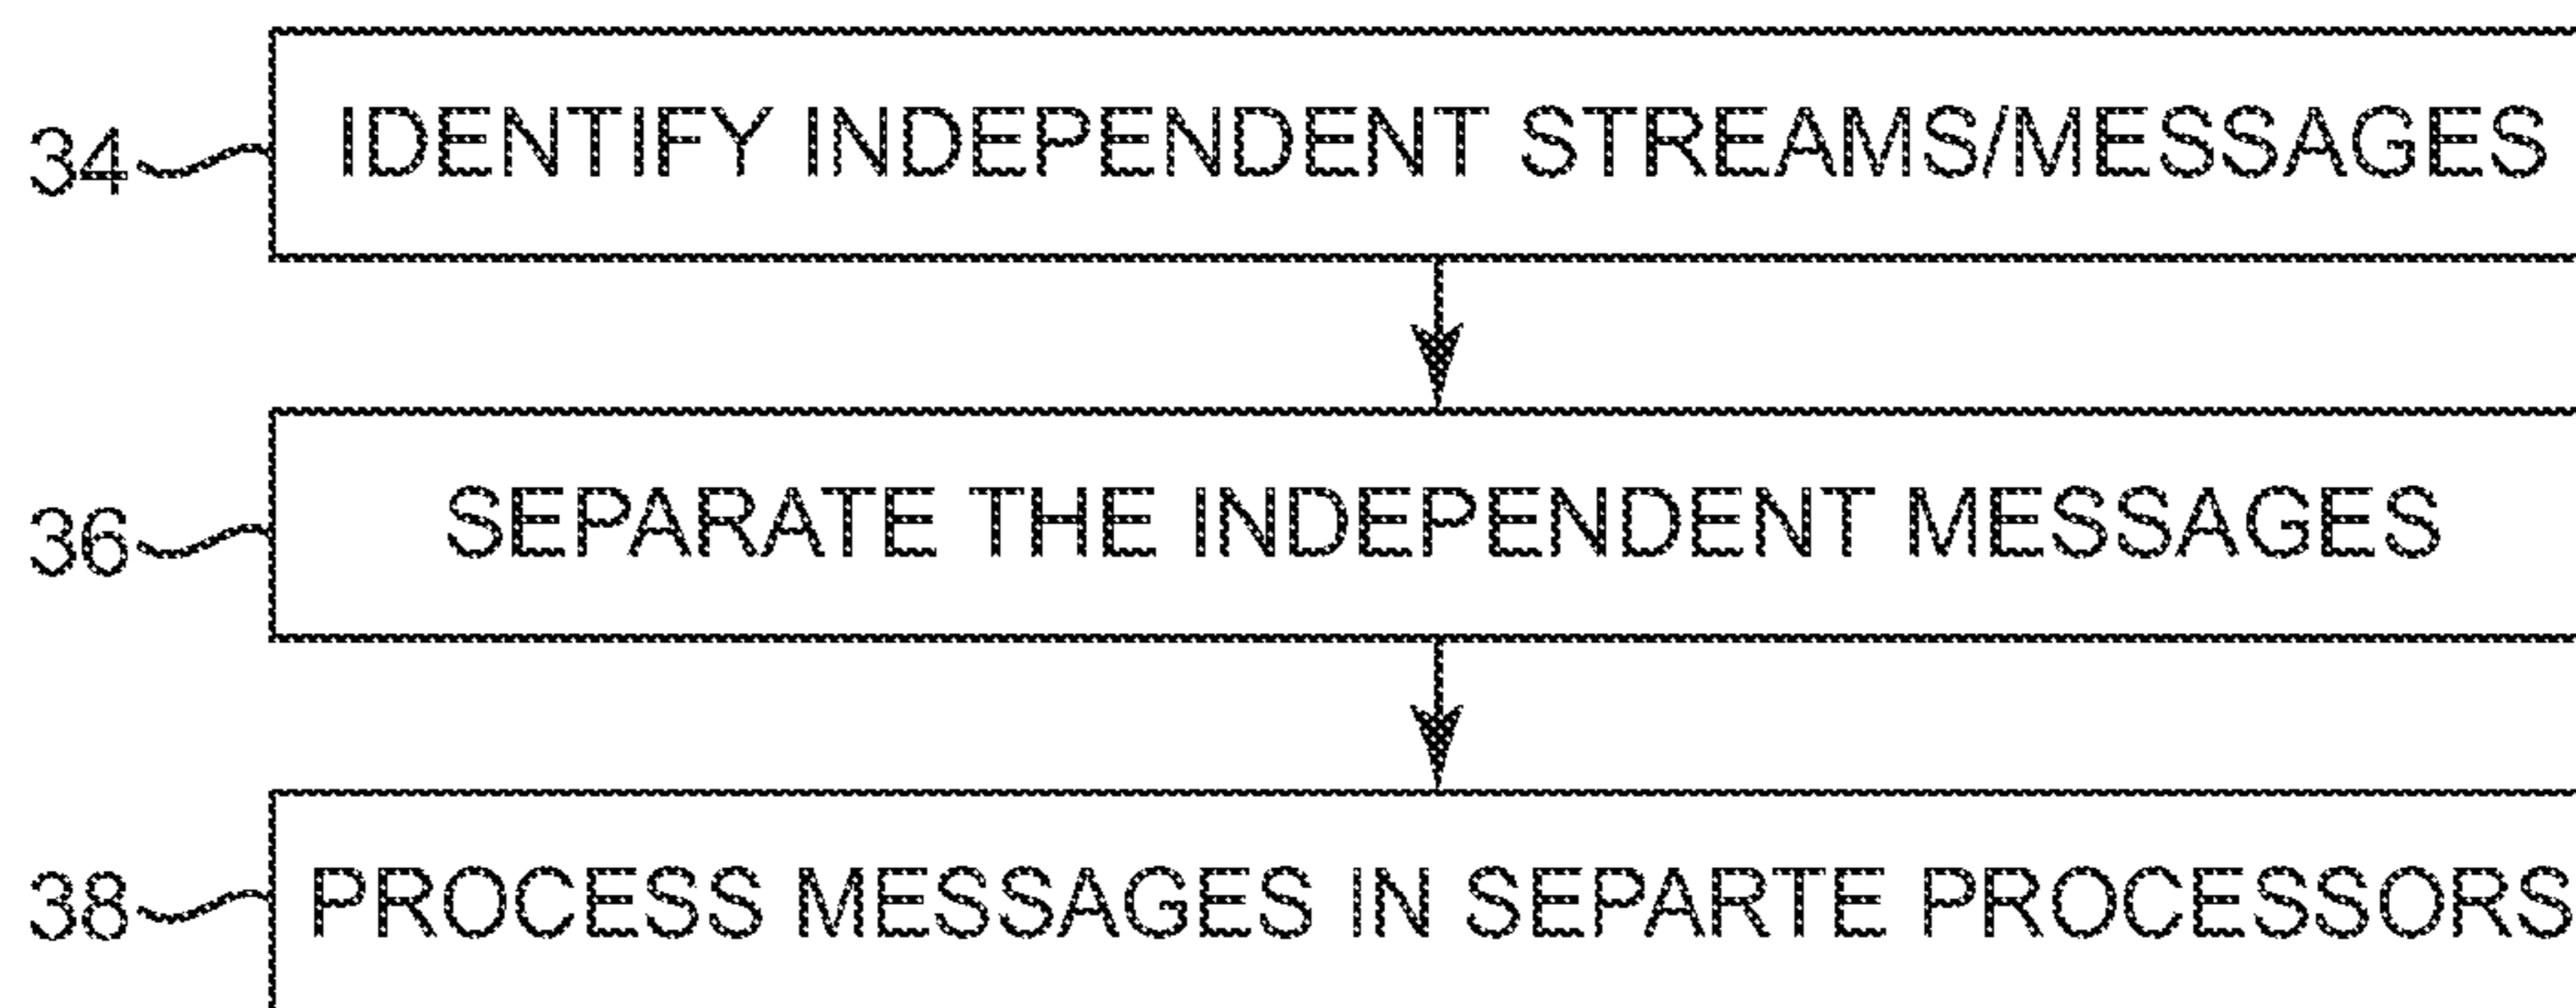 34 IDENTIFY INDEPENDENT STREAMS/MESSAGES
36 SEPARATE THE INDEPENDENT MESSAGES
38 PROCESS MESSAGES IN SEPARTE PROCESSORS